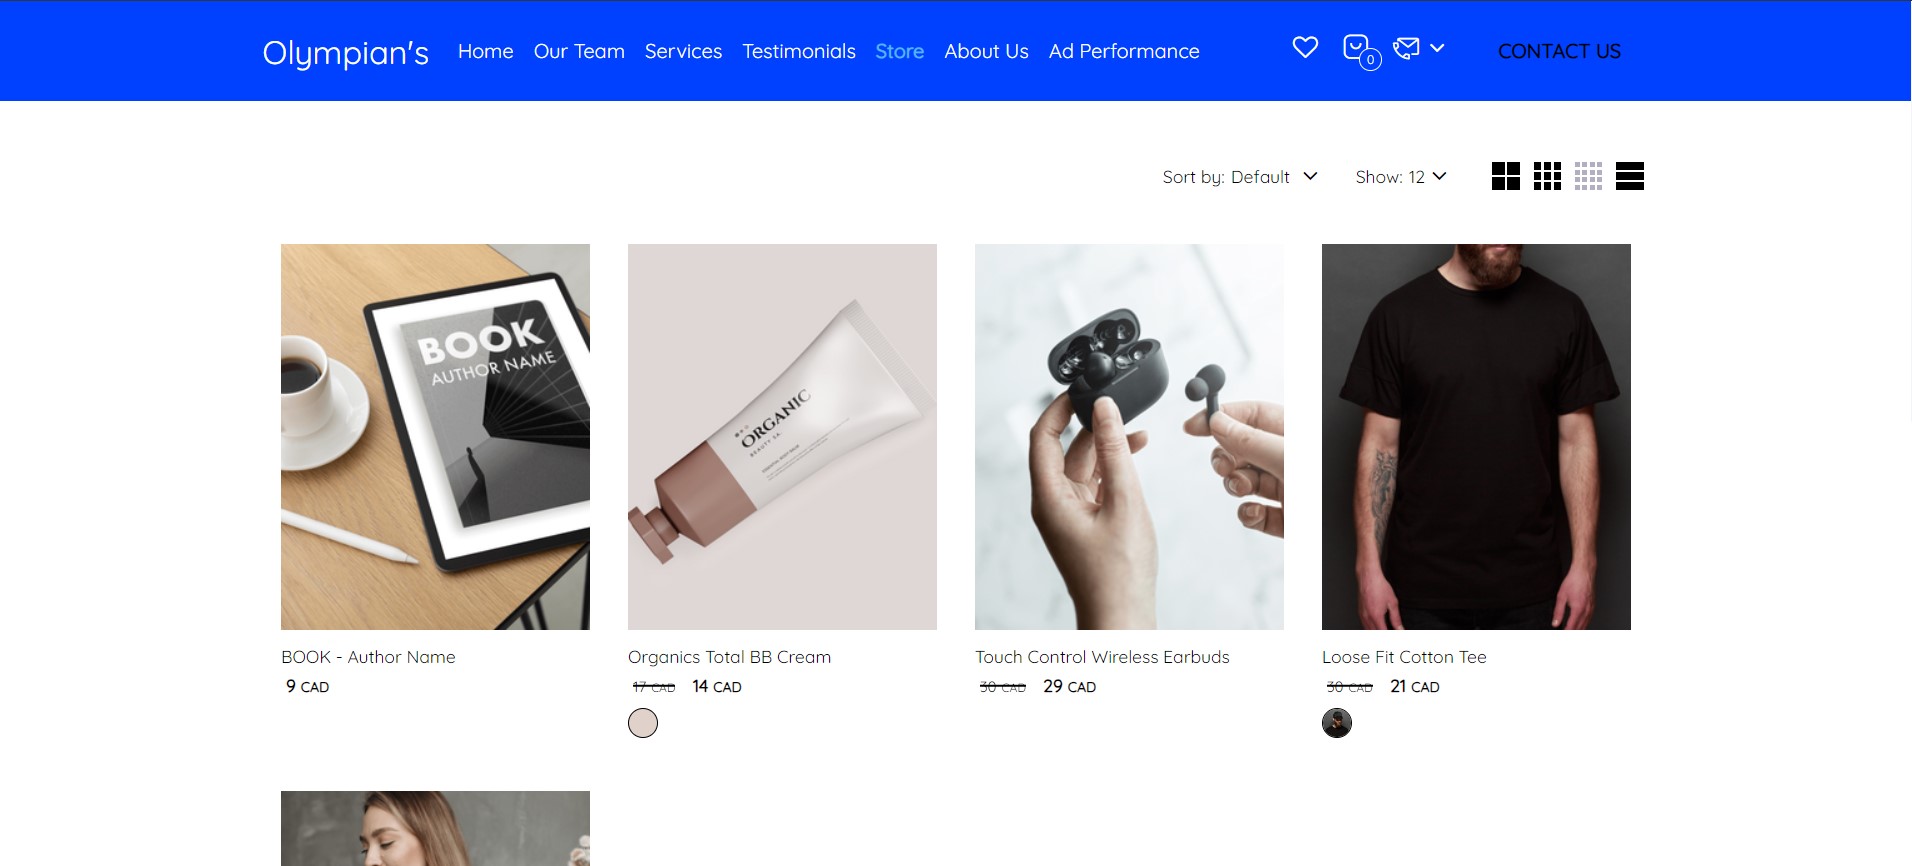 Olympian's Home Our Team Services Testimonials Store About Us Ad Performance 0 CONTACT US
Sort by: Default Show: 12
BOOK
AUTHOR NAME
ORGANIC
BEAUTY CO.
BOOK - Author Name
9 CAD
Organics Total BB Cream
17 CAD 14 CAD
Touch Control Wireless Earbuds
30 CAD 29 CAD
Loose Fit Cotton Tee
30 CAD 21 CAD